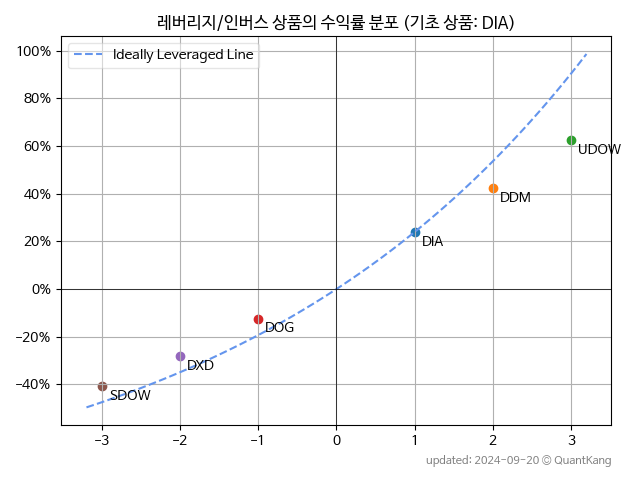 레버리지/인버스 상품의 수익률 분포 (기초 상품: DIA)
Ideally Leveraged Line
100%
80%
60%
40%
20%
0%
−20%
−40%
UDOW
DDM
DIA
DOG
DXD
SDOW
−3 −2 −1 0 1 2 3
updated: 2024-09-20 © QuantKang